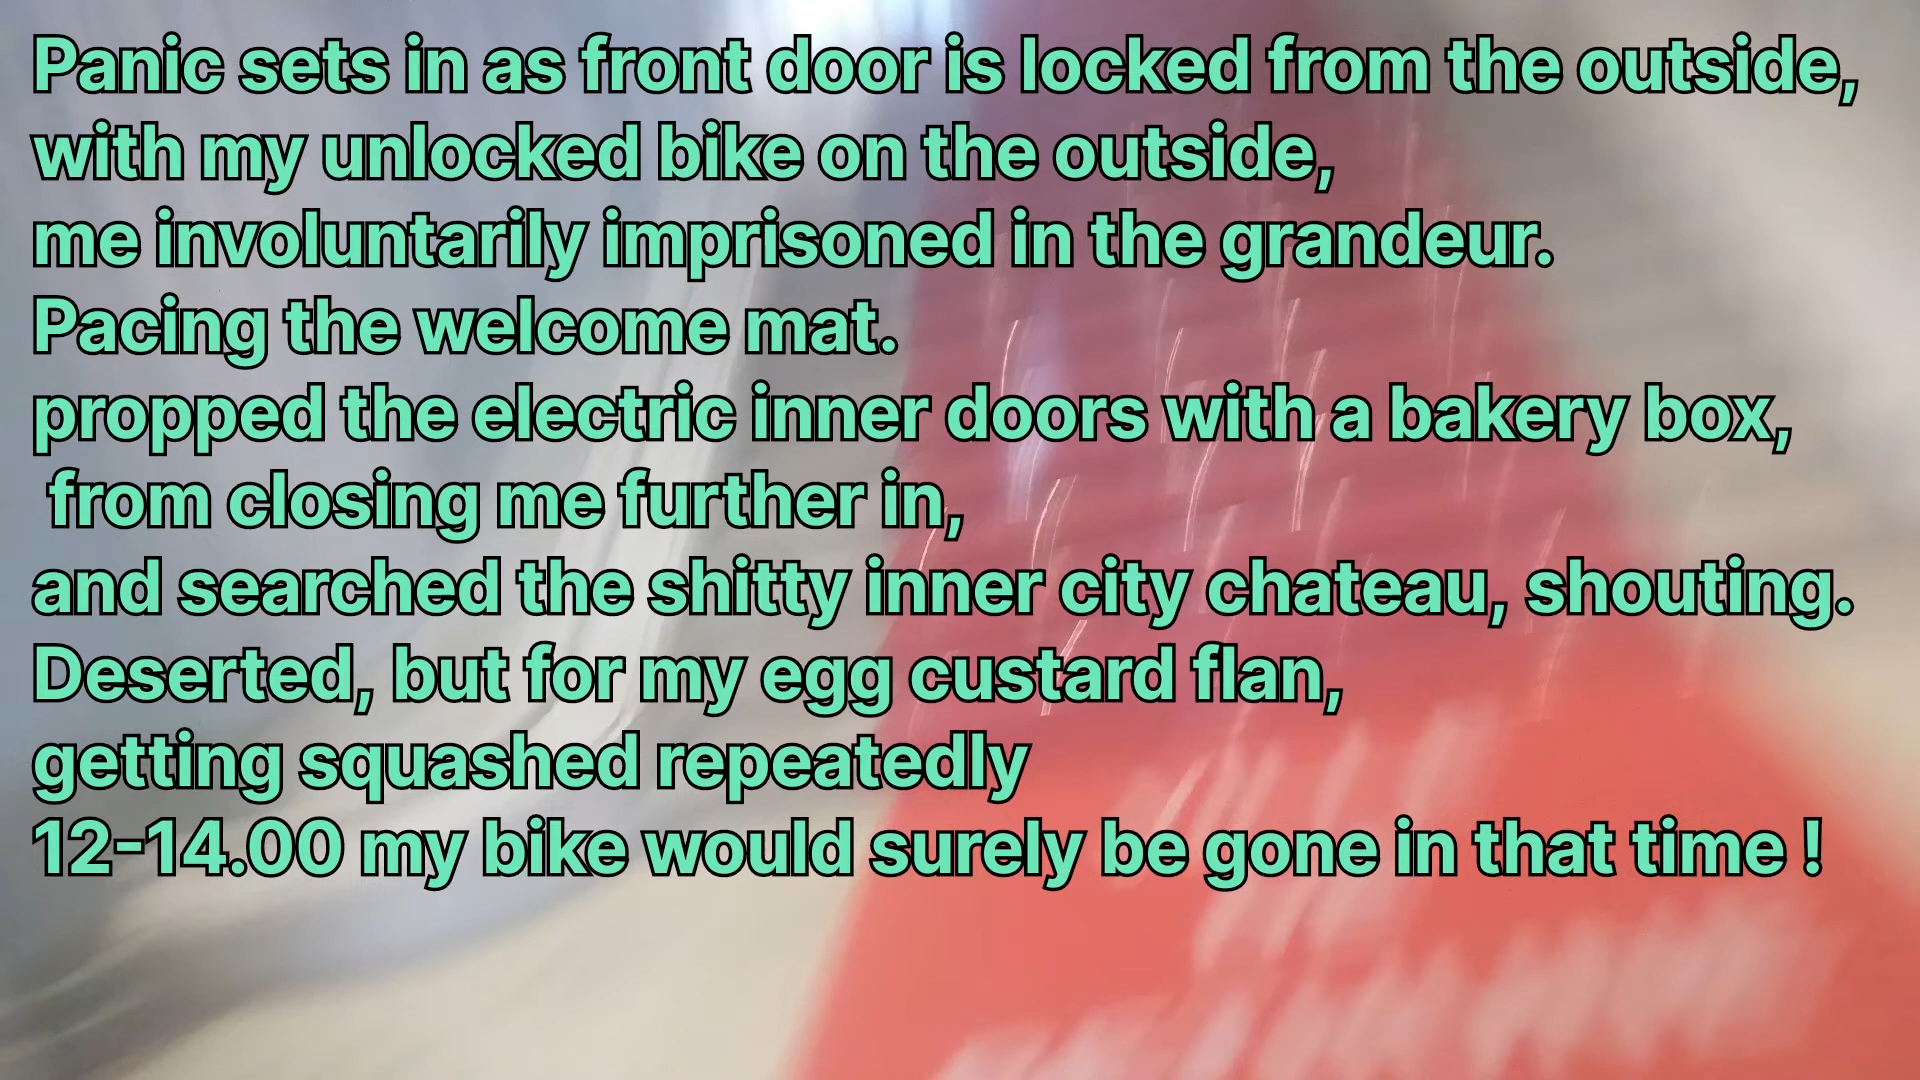 Panic sets in as front door is locked from the outside,
with my unlocked bike on the outside,
me involuntarily imprisoned in the grandeur.
Pacing the welcome mat.
propped the electric inner doors with a bakery box,
from closing me further in,
and searched the shitty inner city chateau, shouting.
Deserted, but for my egg custard flan,
getting squashed repeatedly
12-14.00 my bike would surely be gone in that time !